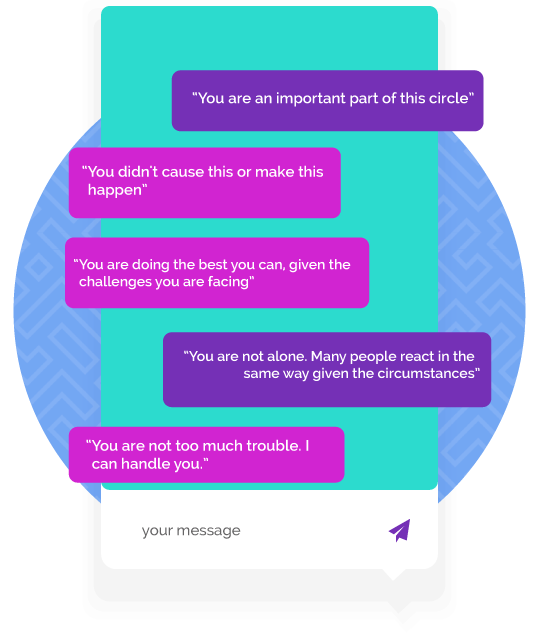 “You are an important part of this circle”
“You didn't cause this or make this
happen”
“You are doing the best you can, given the
challenges you are facing”
“You are not alone. Many people react in the
same way given the circumstances”
“You are not too much trouble. I
can handle you.”
your message